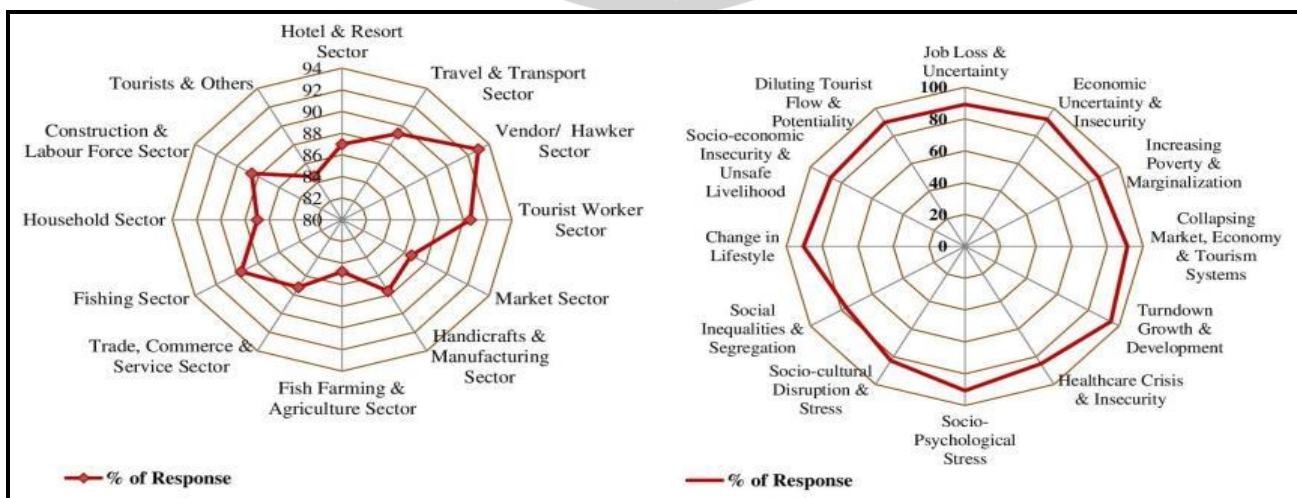 Hotel & Resort
Sector
Travel & Transport
Sector
Vendor/ Hawker
Sector
Tourist Worker
Sector
Market Sector
Handicrafts &
Manufacturing
Sector
Fish Farming &
Agriculture Sector
Trade, Commerce &
Service Sector
Fishing Sector
Household Sector
Construction &
Labour Force Sector
Tourists & Others
94
92
90
88
86
84
82
80
% of Response
Job Loss &
Uncertainty
Economic
Uncertainty &
Insecurity
Increasing
Poverty &
Marginalization
Collapsing
Market, Economy
& Tourism
Systems
Turndown
Growth &
Development
Healthcare Crisis
& Insecurity
Socio-
Psychological
Stress
Socio-cultural
Disruption &
Stress
Social
Inequalities &
Segregation
Change in
Lifestyle
Socio-economic
Insecurity &
Unsafe
Livelihood
Diluting Tourist
Flow &
Potentiality
100
80
60
40
20
0
% of Response